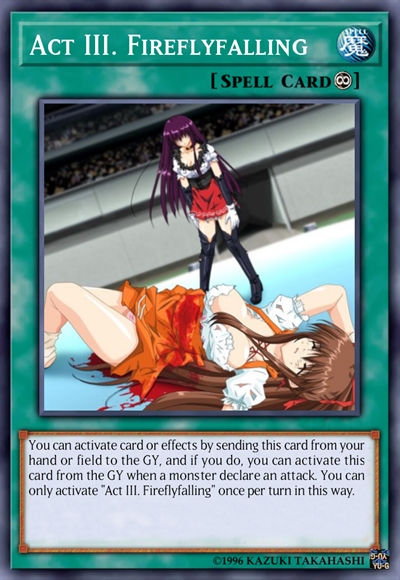 Act III. Fireflyfalling
魔
[Spell Card]
You can activate card or effects by sending this card from your
hand or field to the GY, and if you do, you can activate this
card from the GY when a monster declare an attack. You can
only activate "Act III. Fireflyfalling" once per turn in this way.
©1996 KAZUKI TAKAHASHI